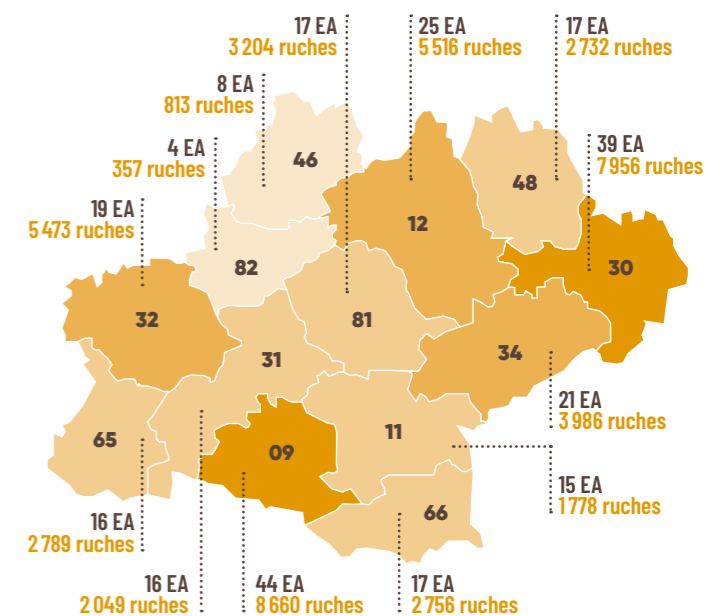 17 EA
3 204 ruches
25 EA
5 516 ruches
17 EA
2 732 ruches
8 EA
813 ruches
4 EA
357 ruches
39 EA
7 956 ruches
19 EA
5 473 ruches
46
48
12
82
30
32
81
31
34
65
09
11
66
21 EA
3 986 ruches
15 EA
1 778 ruches
16 EA
2 789 ruches
16 EA
2 049 ruches
44 EA
8 660 ruches
17 EA
2 756 ruches